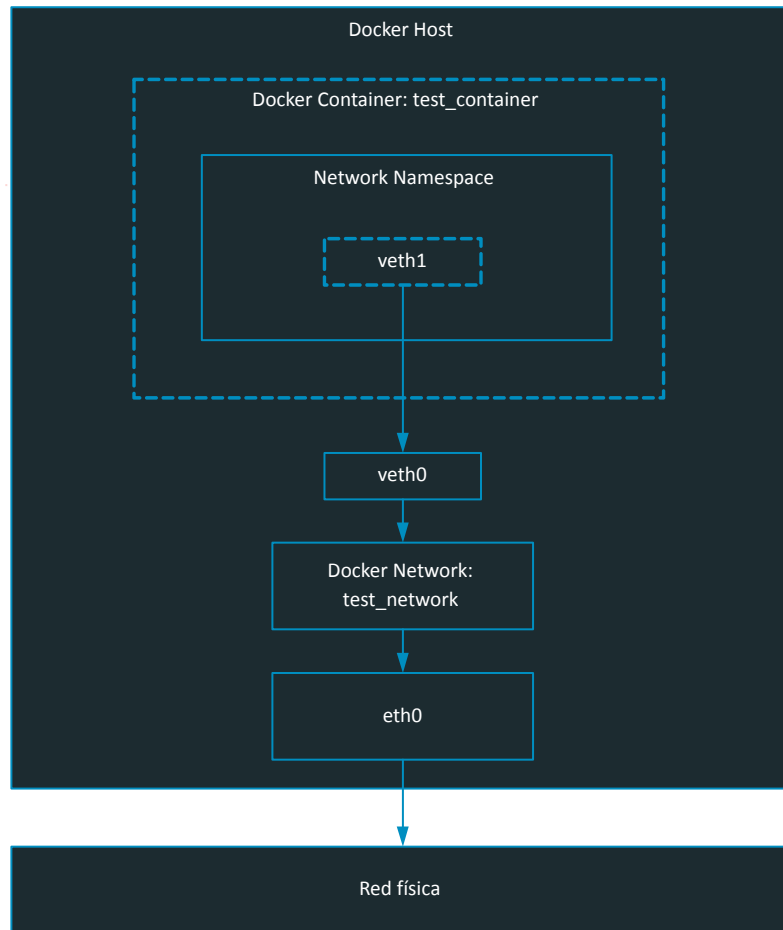 Docker Host
Docker Container: test_container
Network Namespace
veth1
veth0
Docker Network:
test_network
eth0
Red física